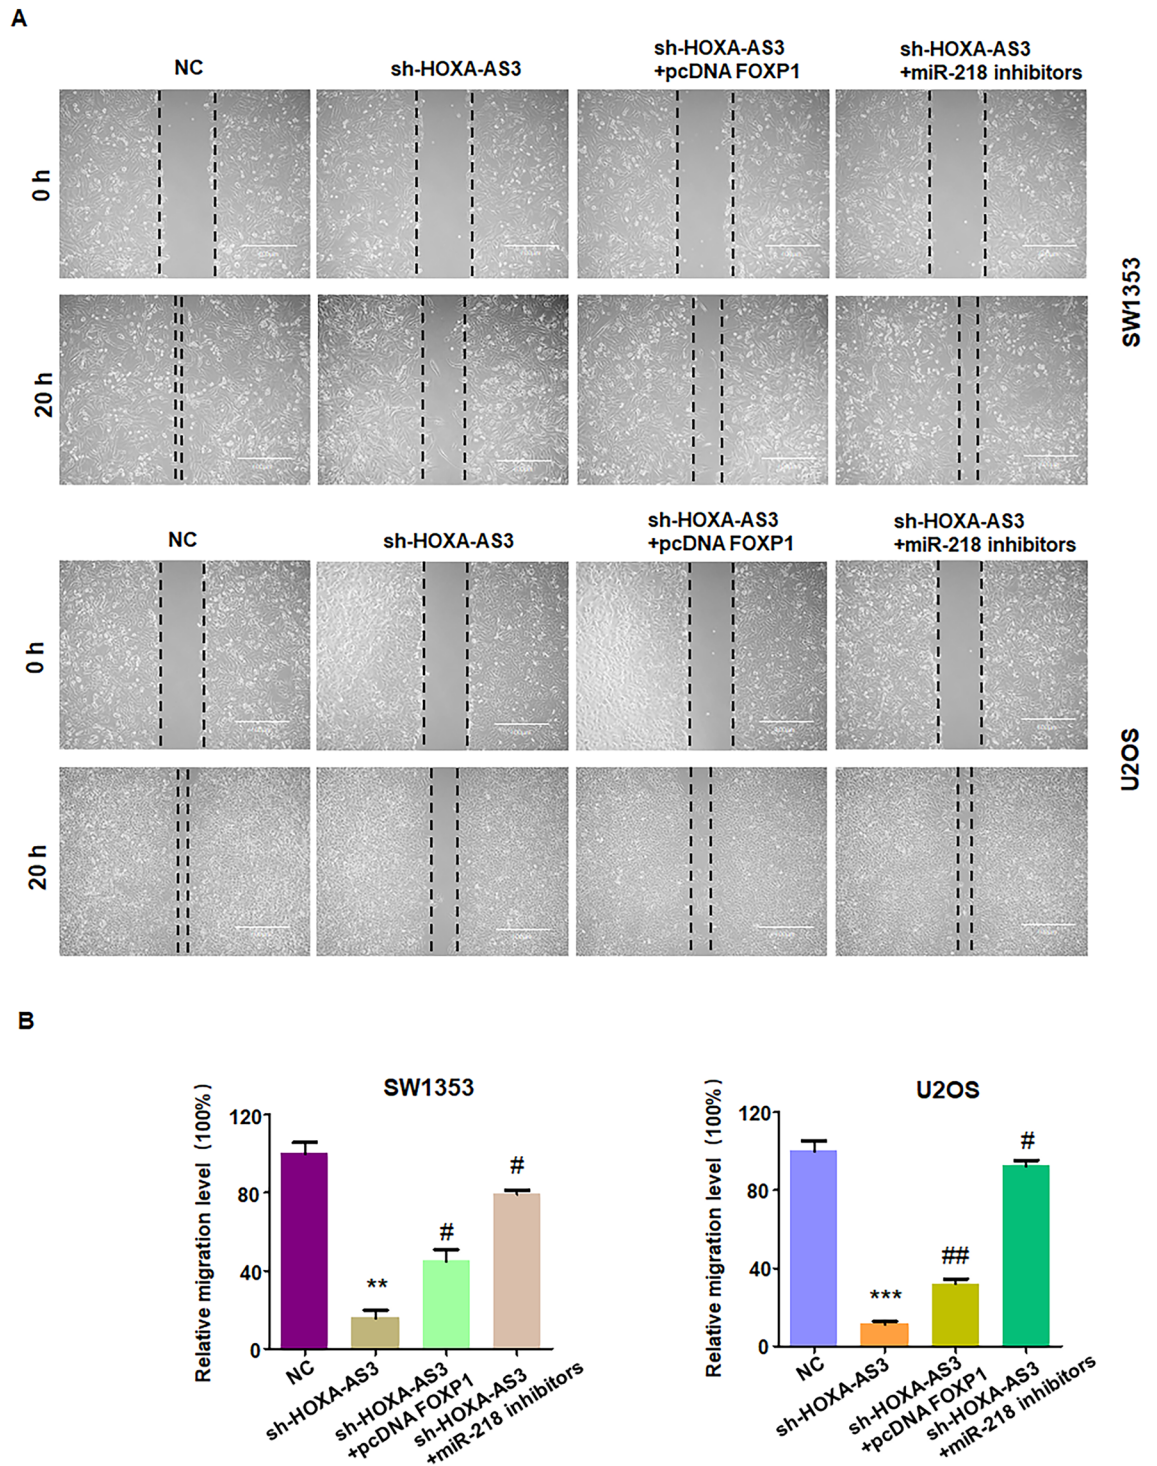 A
NC
sh-HOXA-AS3
sh-HOXA-AS3
+pcDNA FOXP1
sh-HOXA-AS3
+miR-218 inhibitors
0 h
20 h
SW1353
NC
sh-HOXA-AS3
sh-HOXA-AS3
+pcDNA FOXP1
sh-HOXA-AS3
+miR-218 inhibitors
0 h
20 h
U2OS
B
SW1353
Relative migration level (100%)
120
80
40
0
**
#
#
NC
sh-HOXA-AS3
sh-HOXA-AS3
+pcDNA FOXP1
sh-HOXA-AS3
+miR-218 inhibitors
U2OS
Relative migration level (100%)
120
80
40
0
***
##
#
NC
sh-HOXA-AS3
sh-HOXA-AS3
+pcDNA FOXP1
sh-HOXA-AS3
+miR-218 inhibitors